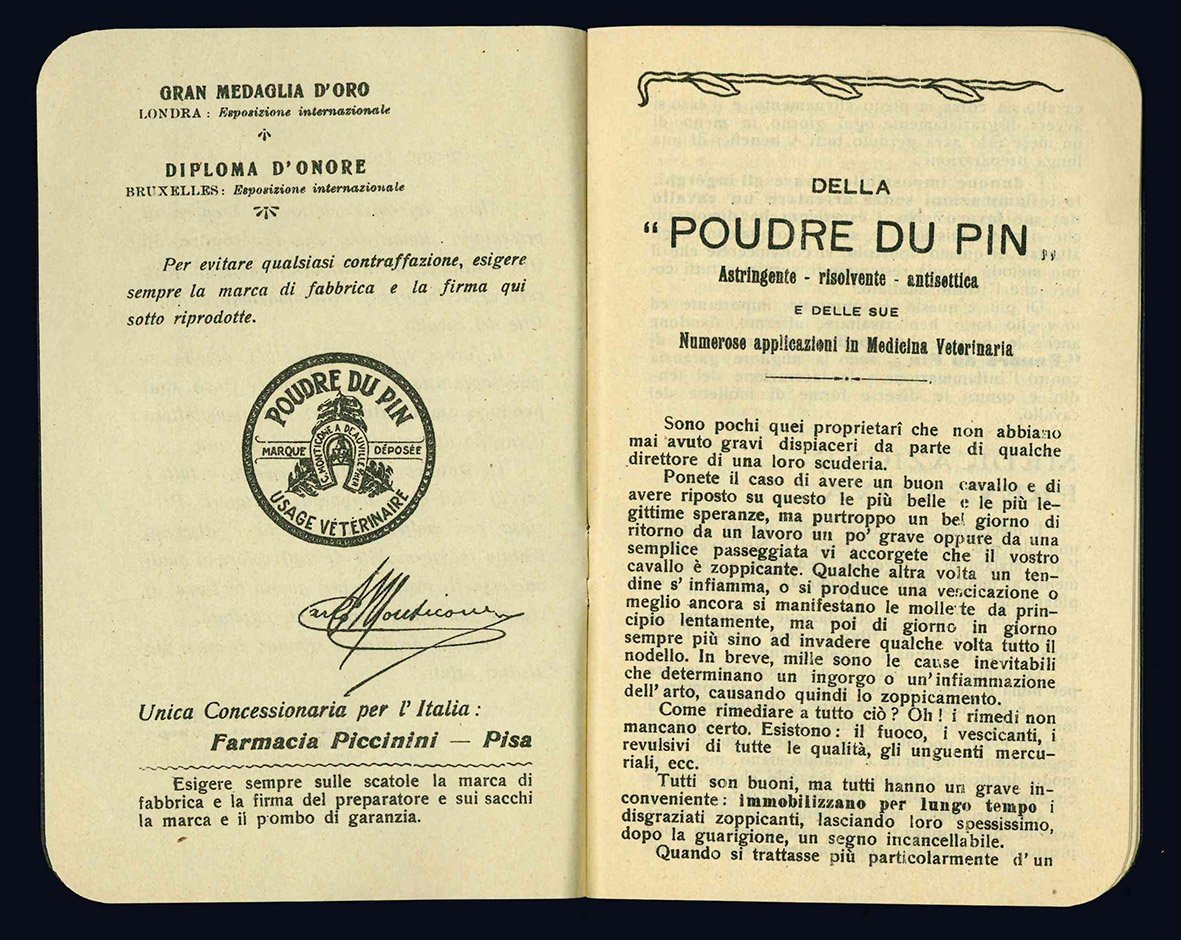 GRAN MEDAGLIA D'ORO
LONDRA : Esposizione internazionale
DIPLOMA D'ONORE
BRUXELLES : Esposizione internazionale
Per evitare qualsiasi contraffazione, esigere
sempre la marca di fabbrica e la firma qui
sotto riprodotte.
POUDRE DU PIN
C. MONTICONE A DEAUVILLE
MARQUE DÉPOSÉE
USAGE VÉTÉRINAIRE
Monticone
Unica Concessionaria per l' Italia :
Farmacia Piccinini — Pisa
Esigere sempre sulle scatole la marca di
fabbrica e la firma del preparatore e sui sacchi
la marca e il piombo di garanzia.
DELLA
“POUDRE DU PIN„
Astringente - risolvente - antisettica
E DELLE SUE
Numerose applicazioni in Medicina Veterinaria
Sono pochi quei proprietarî che non abbiano
mai avuto gravi dispiaceri da parte di qualche
direttore di una loro scuderia.
Ponete il caso di avere un buon cavallo e di
avere riposto su questo le più belle e le più le-
gittime speranze, ma purtroppo un bel giorno di
ritorno da un lavoro un po' grave oppure da una
semplice passeggiata vi accorgete che il vostro
cavallo è zoppicante. Qualche altra volta un ten-
dine s' infiamma, o si produce una vescicazione o
meglio ancora si manifestano le mollette da prin-
cipio lentamente, ma poi di giorno in giorno
sempre più sino ad invadere qualche volta tutto il
nodello. In breve, mille sono le cause inevitabili
che determinano un ingorgo o un'infiammazione
dell' arto, causando quindi lo zoppicamento.
Come rimediare a tutto ciò ? Oh ! i rimedi non
mancano certo. Esistono : il fuoco, i vescicanti, i
revulsivi di tutte le qualità, gli unguenti mercu-
riali, ecc.
Tutti son buoni, ma tutti hanno un grave in-
conveniente : immobilizzano per lungo tempo i
disgraziati zoppicanti, lasciando loro spessissimo,
dopo la guarigione, un segno incancellabile.
Quando si trattasse più particolarmente d' un